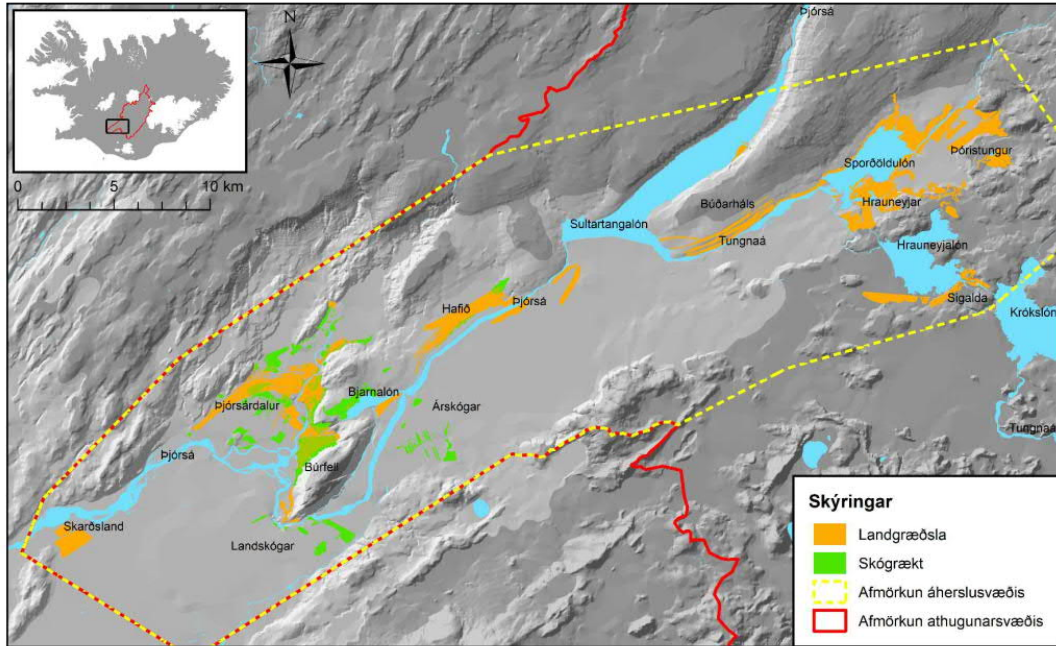 N
0 5 10 km
Þjórsá
Þóristungur
Sporðöldulón
Búðarháls
Hrauneyjar
Sultartangalón
Tungnaá
Hrauneyjalón
Sigalda
Krókslón
Þjórsá
Hafið
Bjarnalón
Þjórsárdalur
Árskógar
Tungnaá
Þjórsá
Búrfell
Skarðsland
Landskógar
Skýringar
Landgræðsla
Skógrækt
Afmörkun áherslusvæðis
Afmörkun athugunarsvæðis